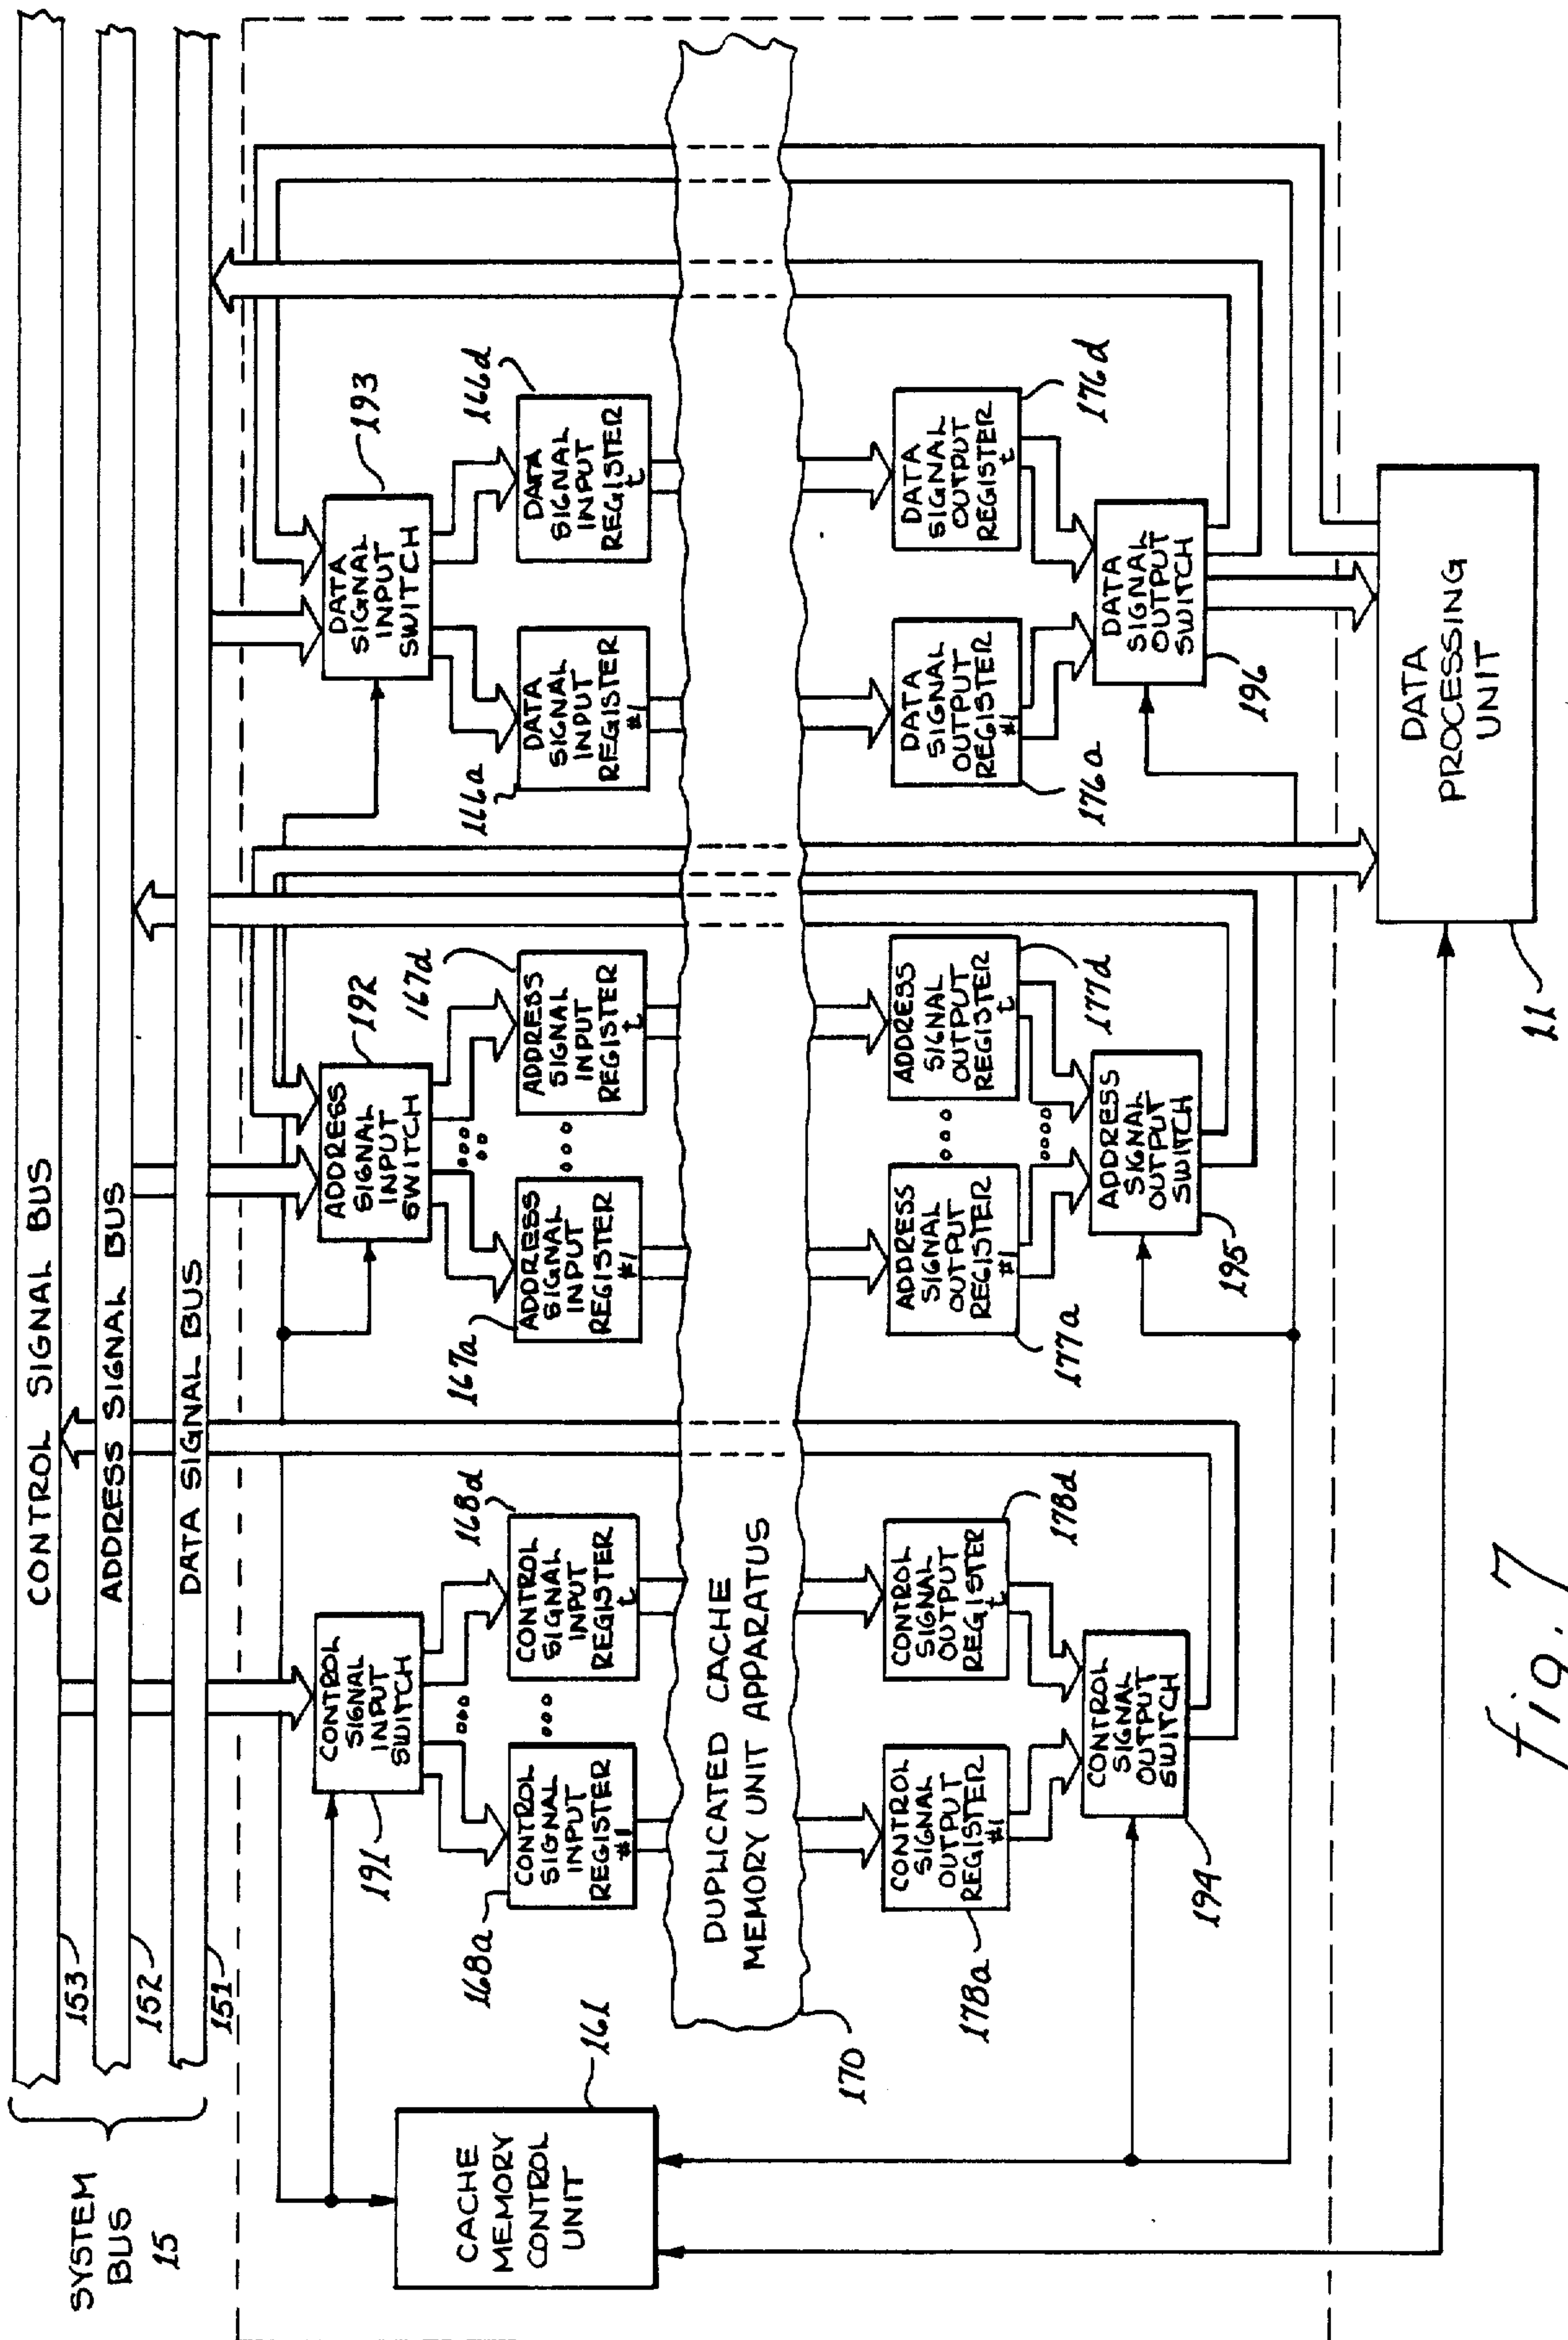 CONTROL SIGNAL BUS
ADDRESS SIGNAL BUS
DATA SIGNAL BUS
153
152
151
SYSTEM
BUS
15
CONTROL
SIGNAL
INPUT
SWITCH
191
ADDRESS
SIGNAL
INPUT
SWITCH
192
DATA
SIGNAL
INPUT
SWITCH
193
CACHE
MEMORY
CONTROL
UNIT
161
168a
CONTROL
SIGNAL
INPUT
REGISTER
#1
168d
CONTROL
SIGNAL
INPUT
REGISTER
t
167a
ADDRESS
SIGNAL
INPUT
REGISTER
#1
167d
ADDRESS
SIGNAL
INPUT
REGISTER
t
166a
DATA
SIGNAL
INPUT
REGISTER
#1
166d
DATA
SIGNAL
INPUT
REGISTER
t
DUPLICATED CACHE
MEMORY UNIT APPARATUS
170
178a
CONTROL
SIGNAL
OUTPUT
REGISTER
#1
178d
CONTROL
SIGNAL
OUTPUT
REGISTER
t
177a
ADDRESS
SIGNAL
OUTPUT
REGISTER
#1
177d
ADDRESS
SIGNAL
OUTPUT
REGISTER
t
176a
DATA
SIGNAL
OUTPUT
REGISTER
#1
176d
DATA
SIGNAL
OUTPUT
REGISTER
t
CONTROL
SIGNAL
OUTPUT
SWITCH
194
ADDRESS
SIGNAL
OUTPUT
SWITCH
195
DATA
SIGNAL
OUTPUT
SWITCH
196
DATA
PROCESSING
UNIT
11
fig. 7